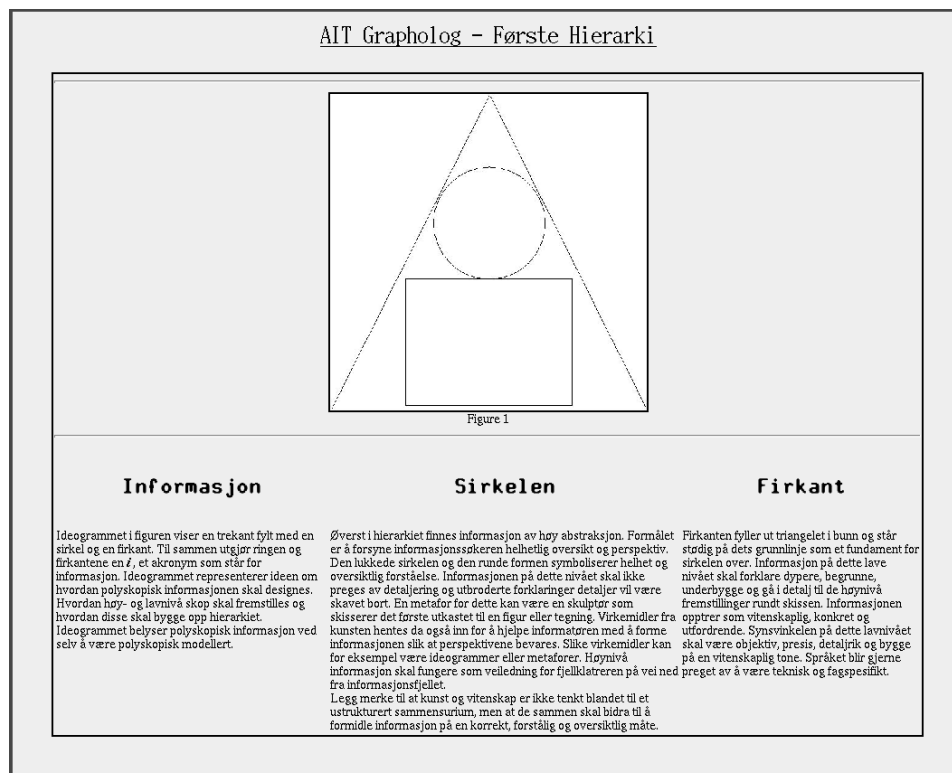 AIT Grapholog - Første Hierarki
Figure 1
Informasjon
Ideogrammet i figuren viser en trekant fylt med en
sirkel og en firkant. Til sammen utgjør ringen og
firkantene en i, et akronym som står for
informasjon. Ideogrammet representerer ideen om
hvordan polyskopisk informasjonen skal designes.
Hvordan høy- og lavnivå skop skal fremstilles og
hvordan disse skal bygge opp hierarkiet.
Ideogrammet belyser polyskopisk informasjon ved
selv å være polyskopisk modellert.
Sirkelen
Øverst i hierarkiet finnes informasjon av høy abstraksjon. Formålet
er å forsyne informasjonssøkeren helhetlig oversikt og perspektiv.
Den lukkede sirkelen og den runde formen symboliserer helhet og
oversiktlig forståelse. Informasjonen på dette nivået skal ikke
preges av detaljering og utbroderte forklaringer detaljer vil være
skavet bort. En metafor for dette kan være en skulptør som
skisserer det første utkastet til en figur eller tegning. Virkemidler fra
kunsten hentes da også inn for å hjelpe informatøren med å forme
informasjonen slik at perspektivene bevares. Slike virkemidler kan
for eksempel være ideogrammer eller metaforer. Høynivå
informasjon skal fungere som veiledning for fjellklatreren på vei ned
fra informasjonsfjellet.
Legg merke til at kunst og vitenskap er ikke tenkt blandet til et
ustrukturert sammensurium, men at de sammen skal bidra til å
formidle informasjon på en korrekt, forstålig og oversiktlig måte.
Firkant
Firkanten fyller ut triangelet i bunn og står
stødig på dets grunnlinje som et fundament for
sirkelen over. Informasjon på dette lave
nivået skal forklare dypere, begrunne,
underbygge og gå i detalj til de høynivå
fremstillinger rundt skissen. Informasjonen
opptrer som vitenskaplig, konkret og
utfordrende. Synsvinkelen på dette lavnivået
skal være objektiv, presis, detaljrik og bygge
på en vitenskaplig tone. Språket blir gjerne
preget av å være teknisk og fagspesifikt.